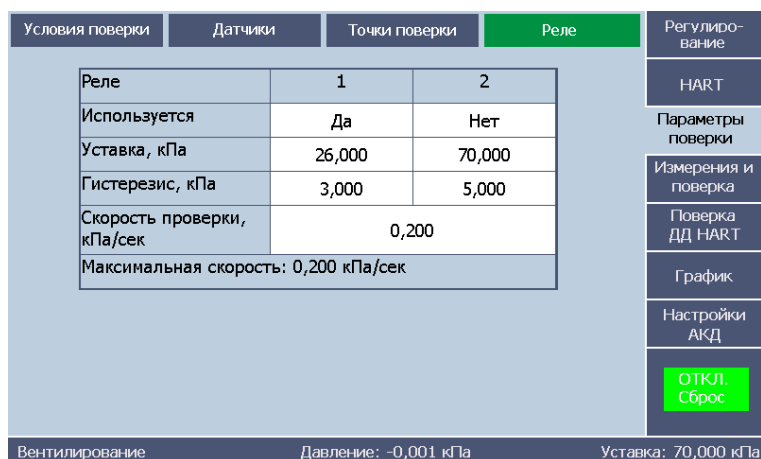 Условия поверки
Датчики
Точки поверки
Реле
Реле 1 2
Используется Да Нет
Уставка, кПа 26,000 70,000
Гистерезис, кПа 3,000 5,000
Скорость проверки,
кПа/сек 0,200
Максимальная скорость: 0,200 кПа/сек
Регулиро-
вание
HART
Параметры
поверки
Измерения и
поверка
Поверка
ДД HART
График
Настройки
АКД
ОТКЛ.
Сброс
Вентилирование Давление: -0,001 кПа Уставка: 70,000 кПа